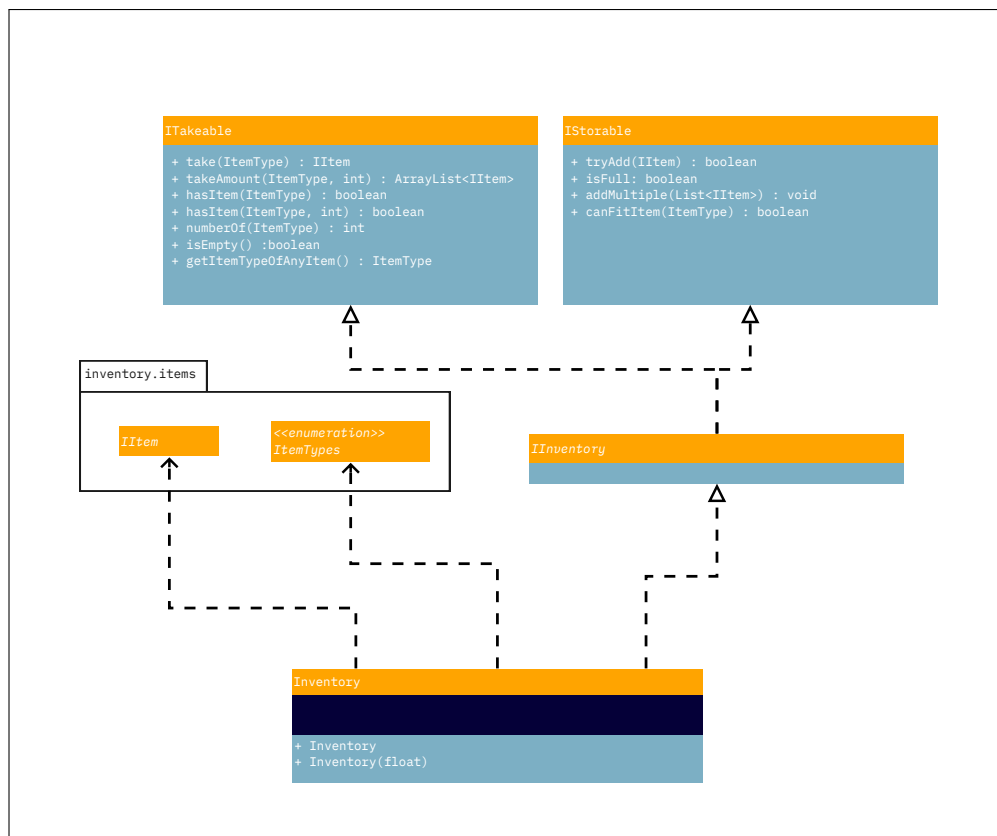 ITakeable
+ take(ItemType) : IItem
+ takeAmount(ItemType, int) : ArrayList<IItem>
+ hasItem(ItemType) : boolean
+ hasItem(ItemType, int) : boolean
+ numberOf(ItemType) : int
+ isEmpty() :boolean
+ getItemTypeOfAnyItem() : ItemType
IStorable
+ tryAdd(IItem) : boolean
+ isFull: boolean
+ addMultiple(List<IItem>) : void
+ canFitItem(ItemType) : boolean
inventory.items
IItem
<<enumeration>>
ItemTypes
IInventory
Inventory
+ Inventory
+ Inventory(float)